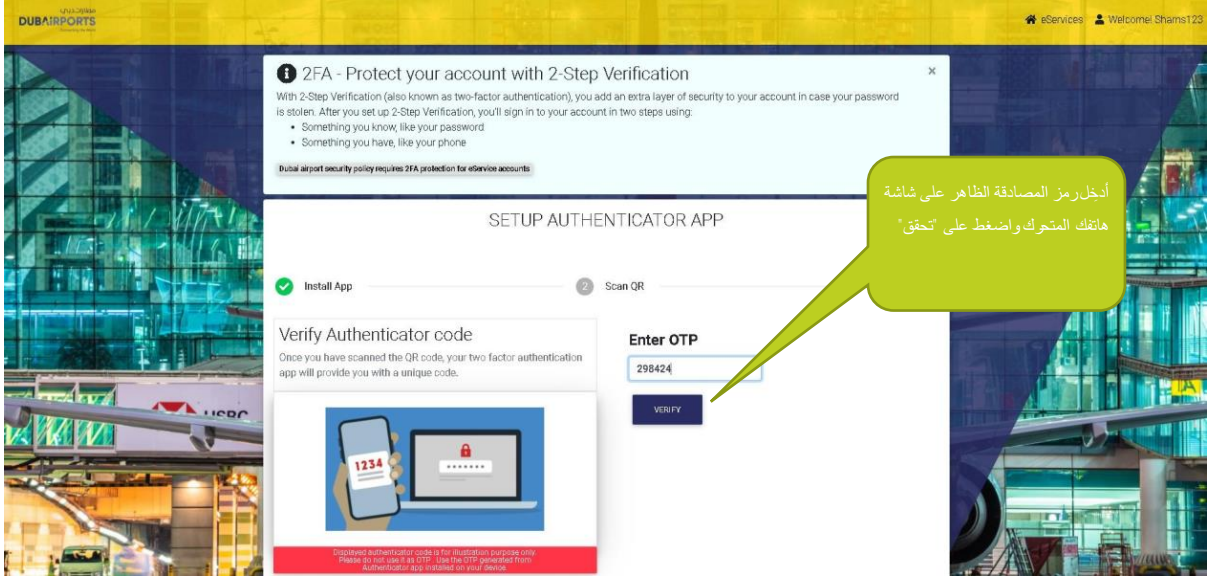 مطارات دبي
DUBAIRPORTS
eServices
Welcome! Shams123
2FA - Protect your account with 2-Step Verification
×
With 2-Step Verification (also known as two-factor authentication), you add an extra layer of security to your account in case your password
is stolen. After you set up 2-Step Verification, you'll sign in to your account in two steps using:
• Something you know, like your password
• Something you have, like your phone
Dubai airport security policy requires 2FA protection for eService accounts
أدخِل رمز المصادقة الظاهر على شاشة
هاتفك المتحرك واضغط على "تحقق"
SETUP AUTHENTICATOR APP
Install App
2
Scan QR
Verify Authenticator code
Once you have scanned the QR code, your two factor authentication
app will provide you with a unique code.
Enter OTP
298424
VERIFY
HSBC
1234
Displayed authenticator code is for illustration purpose only
Please do not use it as OTP . Use the OTP generated from
Authenticator app installed on your device.